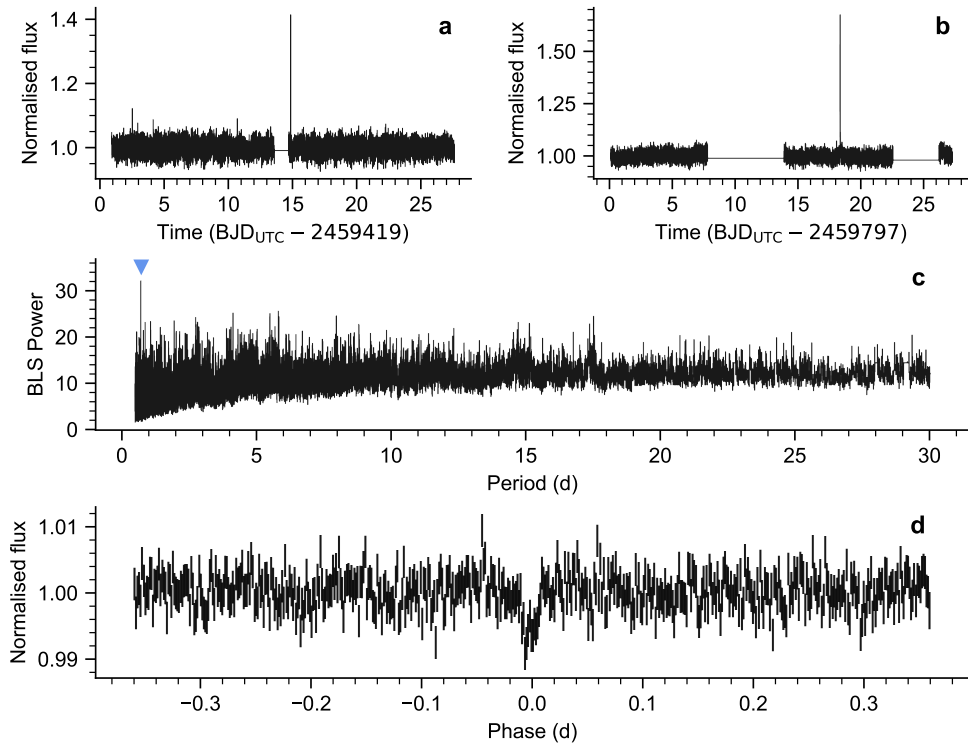 a
Normalised flux
1.4
1.2
1.0
0 5 10 15 20 25
Time (BJD_UTC − 2459419)
b
Normalised flux
1.50
1.25
1.00
0 5 10 15 20 25
Time (BJD_UTC − 2459797)
c
BLS Power
30
20
10
0
0 5 10 15 20 25 30
Period (d)
d
Normalised flux
1.01
1.00
0.99
−0.3 −0.2 −0.1 0.0 0.1 0.2 0.3
Phase (d)